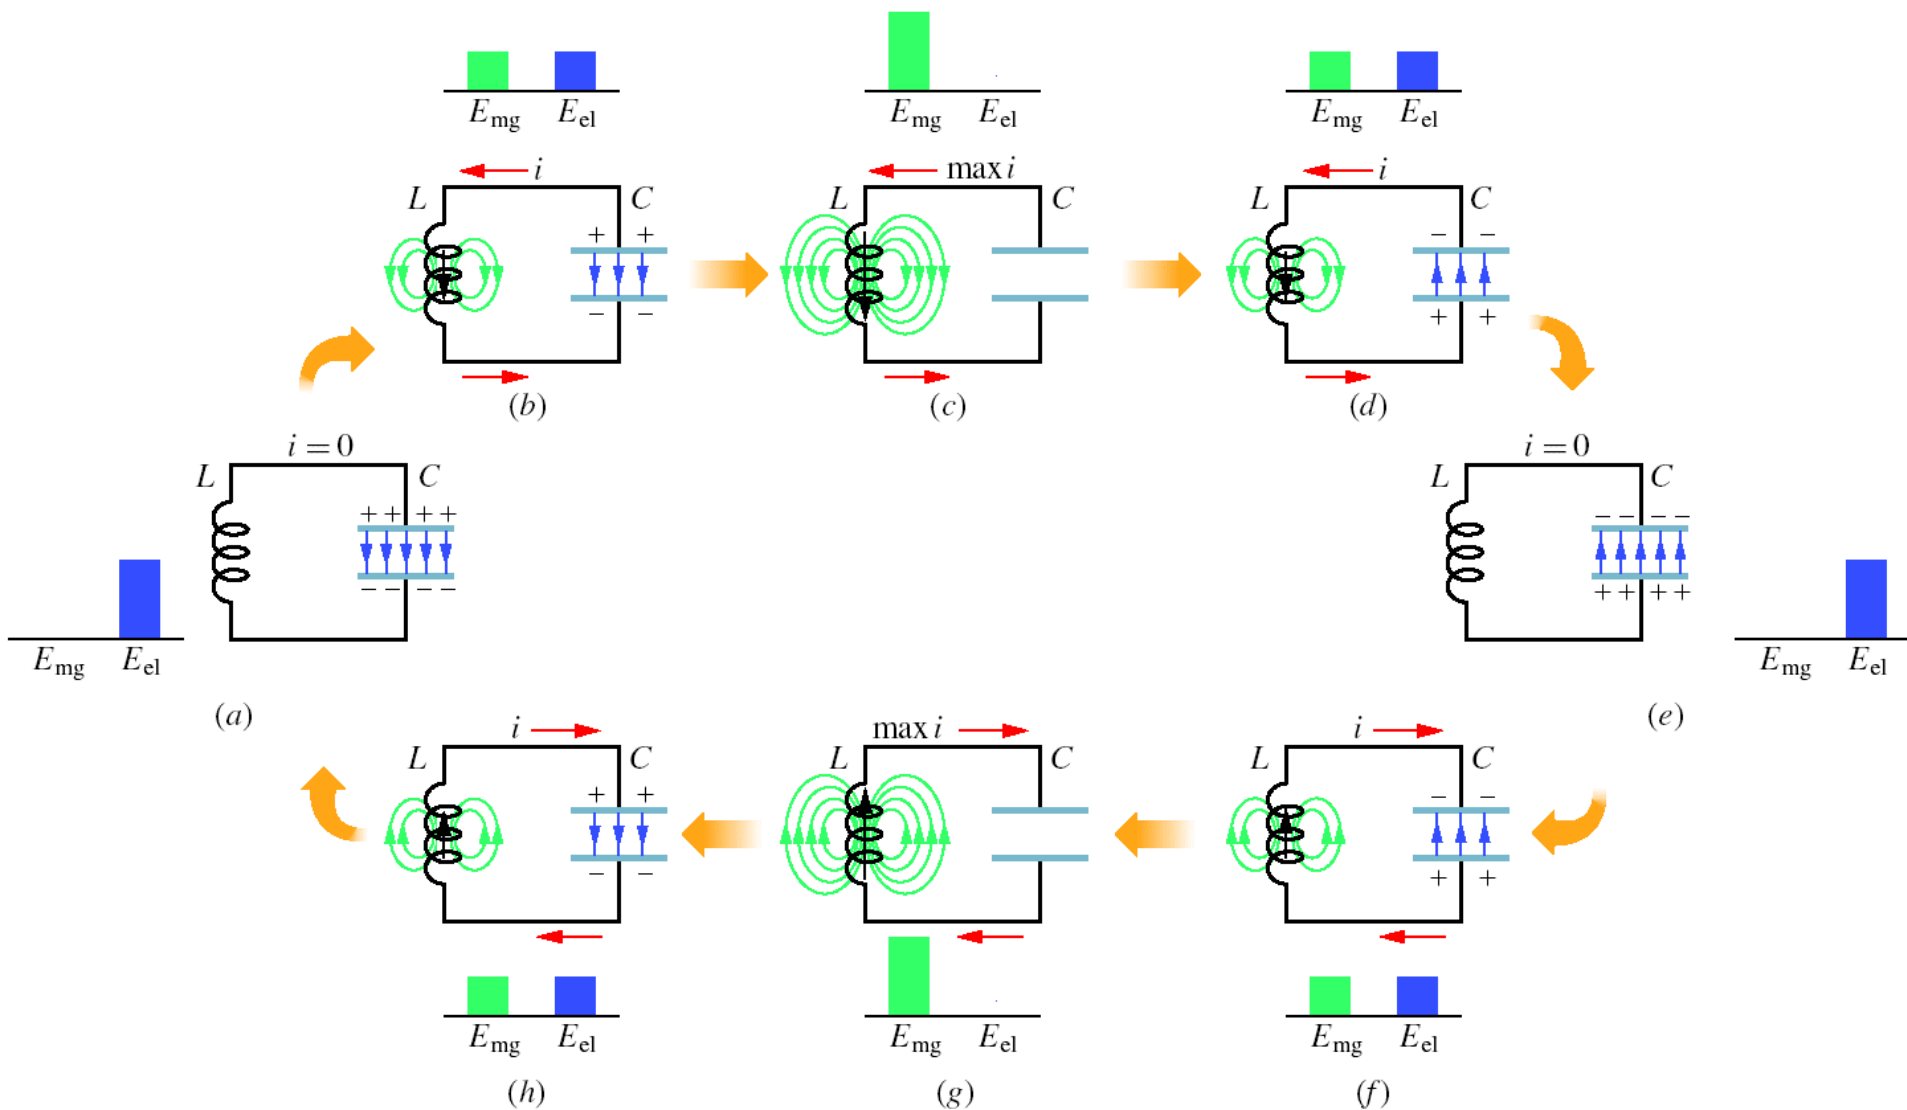 E_mg E_el
E_mg E_el
E_mg E_el
i
max i
i
L C
L C
L C
+ +
− −
− −
+ +
(b)
(c)
(d)
i = 0
i = 0
L C
L C
+ + + +
− − − −
− − − −
+ + + +
E_mg E_el
E_mg E_el
(a)
(e)
i
max i
i
L C
L C
L C
+ +
− −
− −
+ +
E_mg E_el
E_mg E_el
E_mg E_el
(h)
(g)
(f)